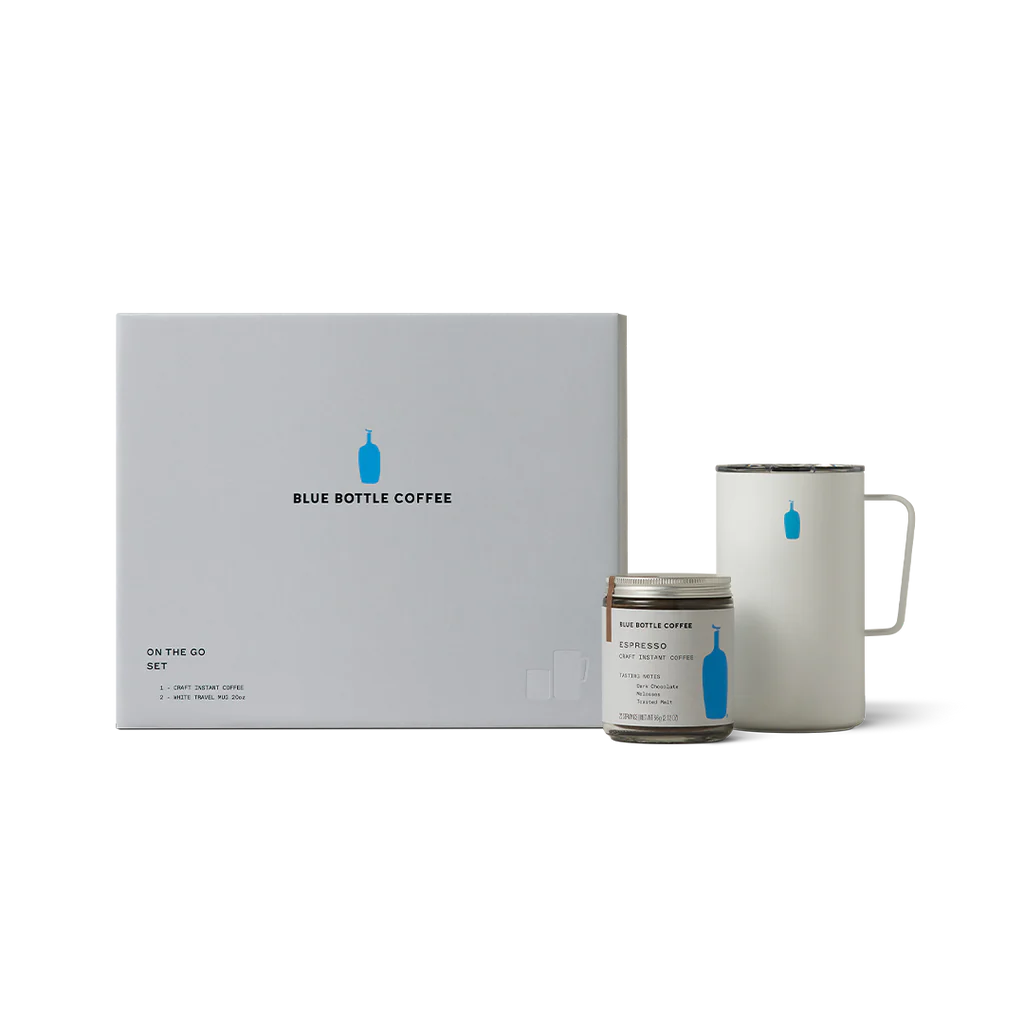 BLUE BOTTLE COFFEE
ON THE GO
SET
1 - CRAFT INSTANT COFFEE
2 - WHITE TRAVEL MUG 20oz
BLUE BOTTLE COFFEE
ESPRESSO
CRAFT INSTANT COFFEE
TASTING NOTES
Dark Chocolate
Molasses
Toasted Malt